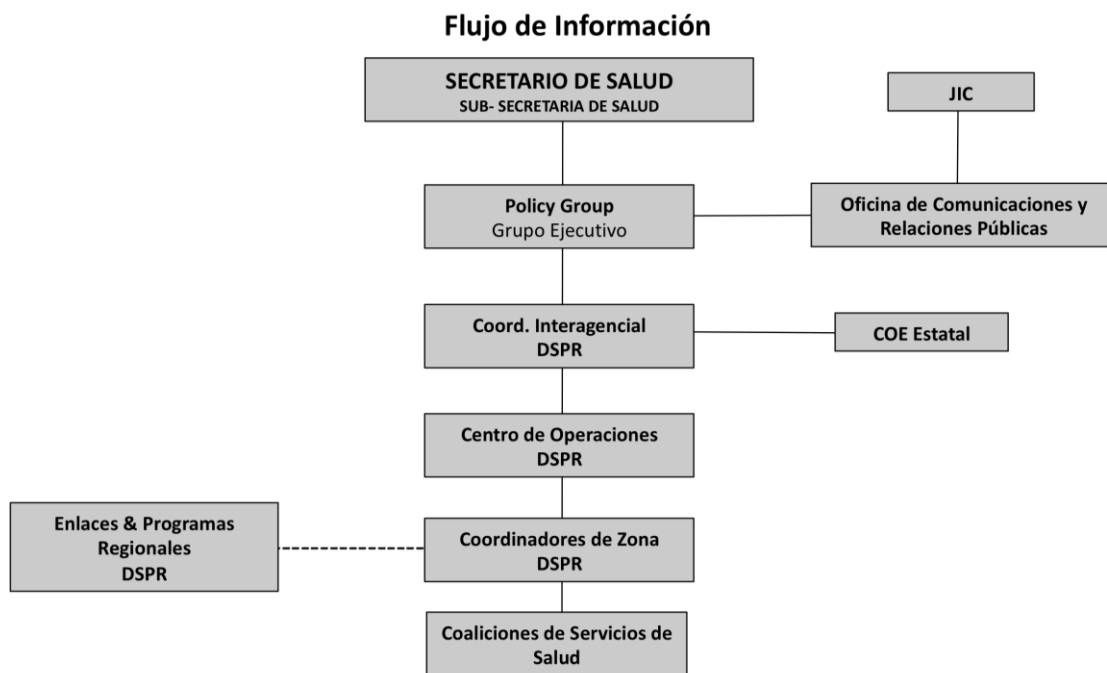 Flujo de Información
SECRETARIO DE SALUD
SUB- SECRETARIA DE SALUD
JIC
Policy Group
Grupo Ejecutivo
Oficina de Comunicaciones y
Relaciones Públicas
Coord. Interagencial
DSPR
COE Estatal
Centro de Operaciones
DSPR
Enlaces & Programas
Regionales
DSPR
Coordinadores de Zona
DSPR
Coaliciones de Servicios de
Salud